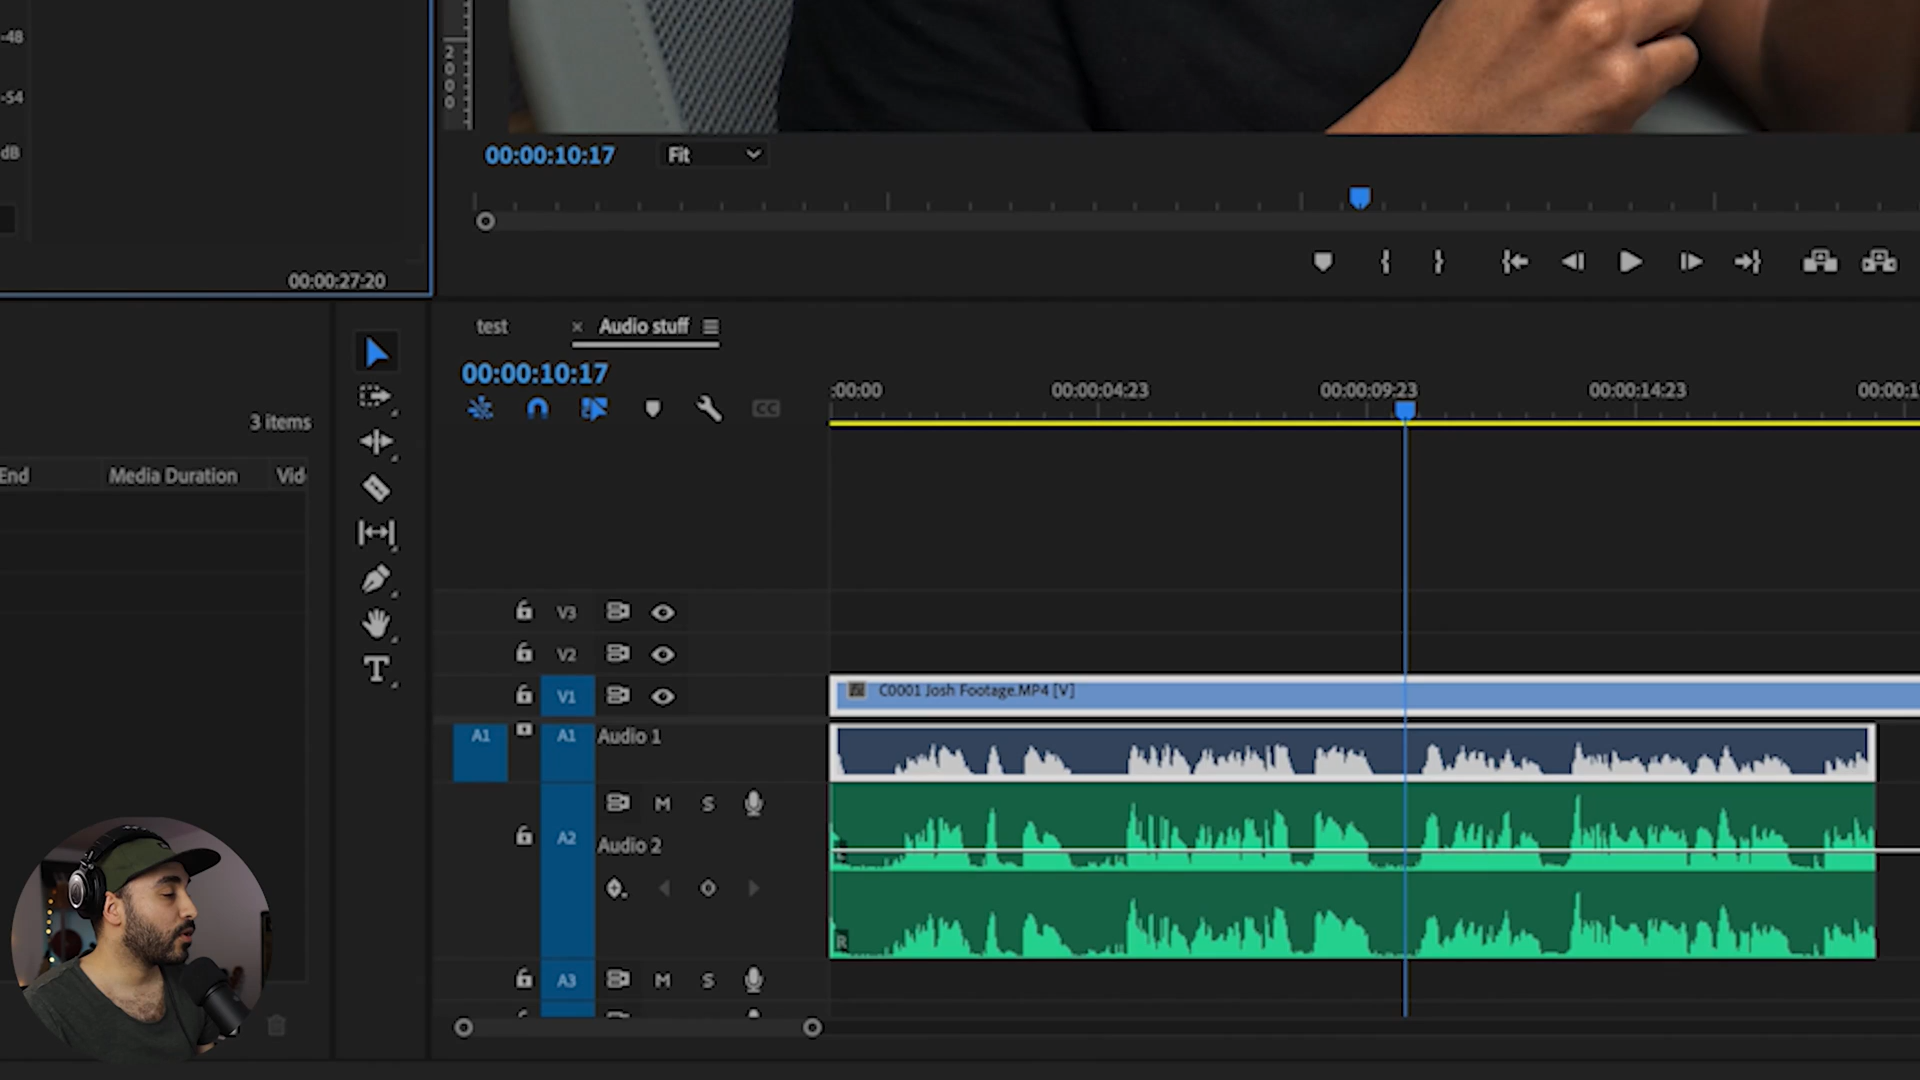 -48
-54
dB
2000
00:00:10:17
Fit
00:00:27:20
test
× Audio stuff
00:00:10:17
CC
:00:00
00:00:04:23
00:00:09:23
00:00:14:23
00:00:1
3 items
End
Media Duration
Vid
T
V3
V2
V1
fx
C0001 Josh Footage.MP4 [V]
A1
A1
Audio 1
M
S
A2
Audio 2
R
A3
M
S